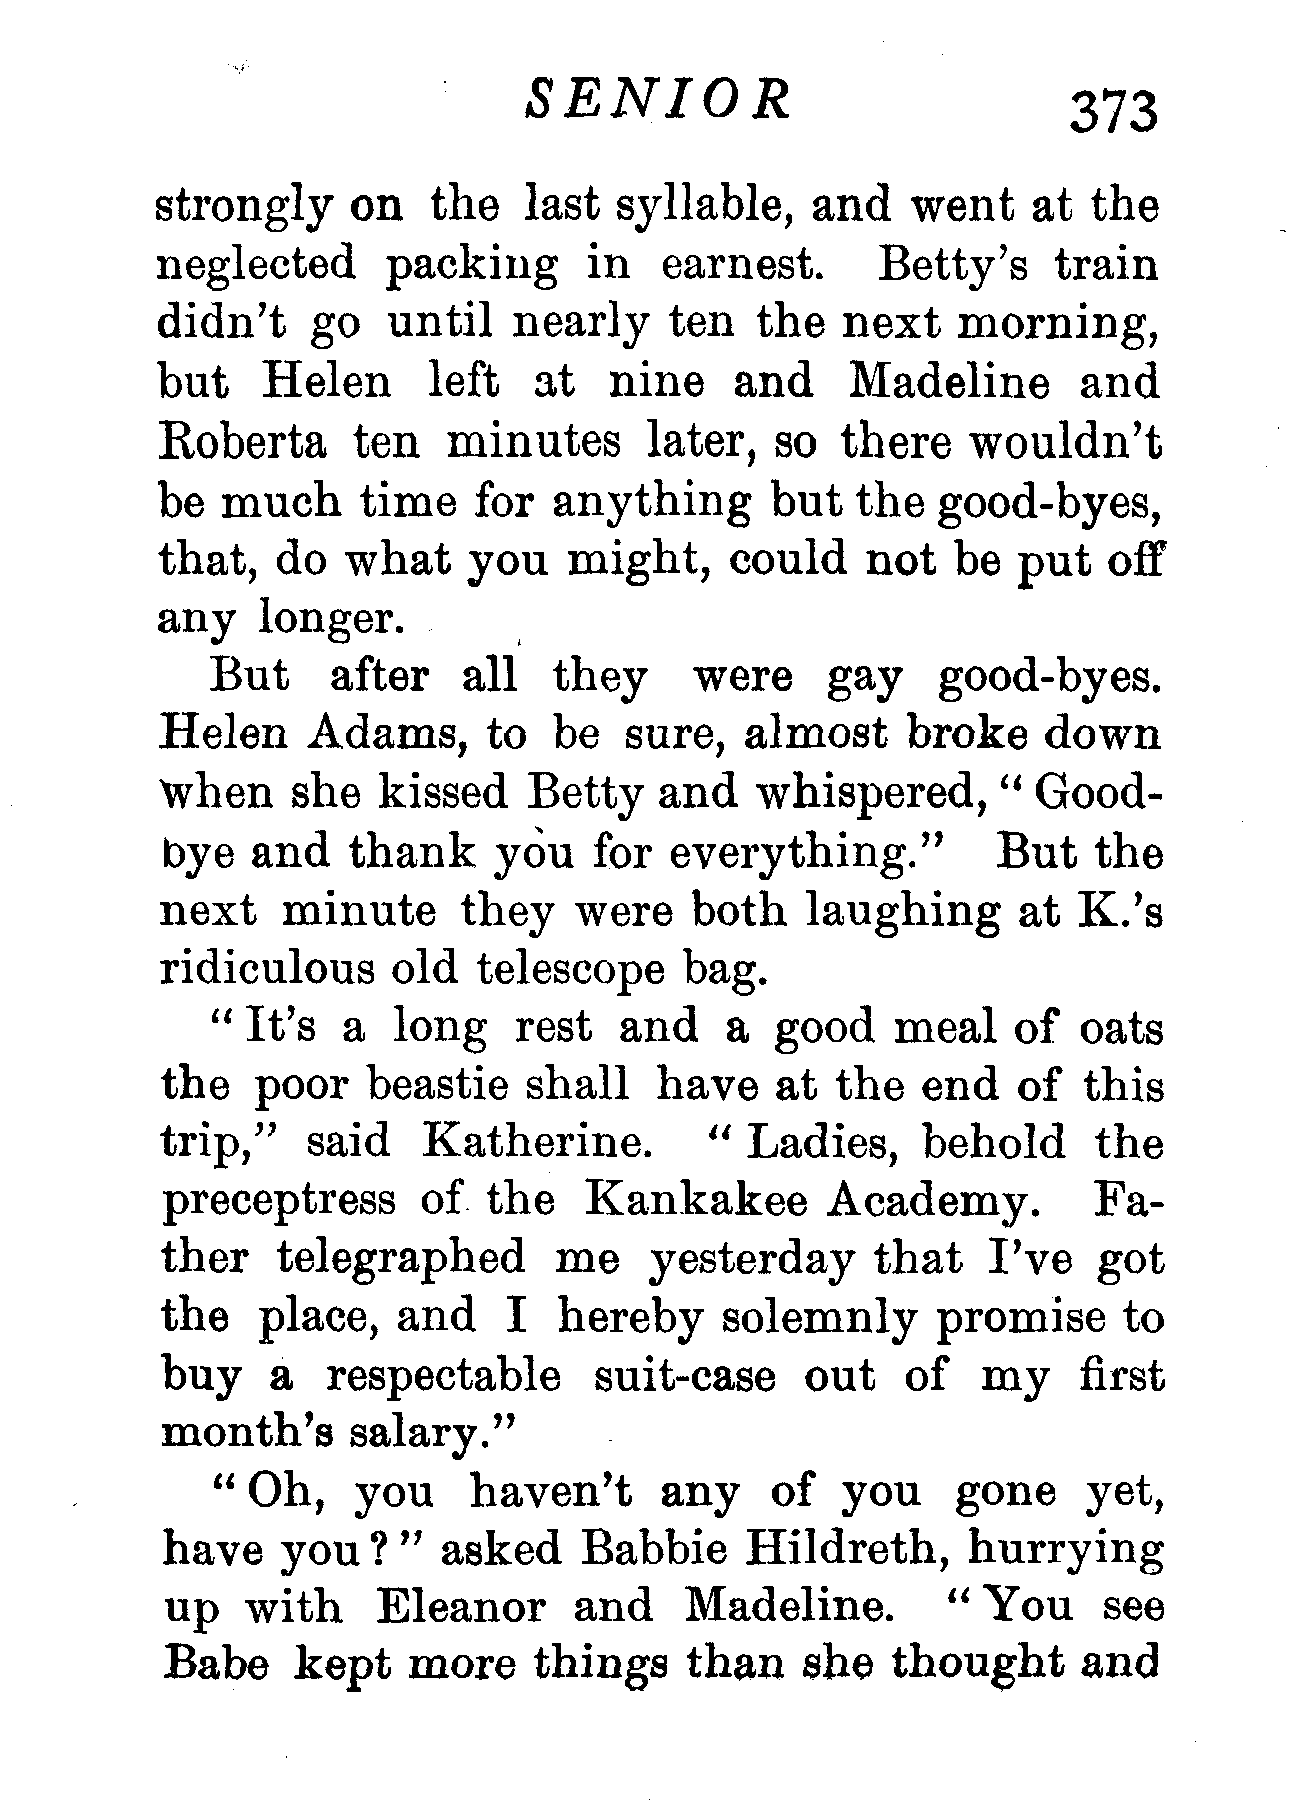 SENIOR 373
strongly on the last syllable, and went at the
neglected packing in earnest. Betty's train
didn't go until nearly ten the next morning,
but Helen left at nine and Madeline and
Roberta ten minutes later, so there wouldn't
be much time for anything but the good-byes,
that, do what you might, could not be put off
any longer.
But after all they were gay good-byes.
Helen Adams, to be sure, almost broke down
when she kissed Betty and whispered, "Good-
bye and thank you for everything." But the
next minute they were both laughing at K.'s
ridiculous old telescope bag.
"It's a long rest and a good meal of oats
the poor beastie shall have at the end of this
trip," said Katherine. "Ladies, behold the
preceptress of the Kankakee Academy. Fa-
ther telegraphed me yesterday that I've got
the place, and I hereby solemnly promise to
buy a respectable suit-case out of my first
month's salary."
"Oh, you haven't any of you gone yet,
have you?" asked Babbie Hildreth, hurrying
up with Eleanor and Madeline. "You see
Babe kept more things than she thought and